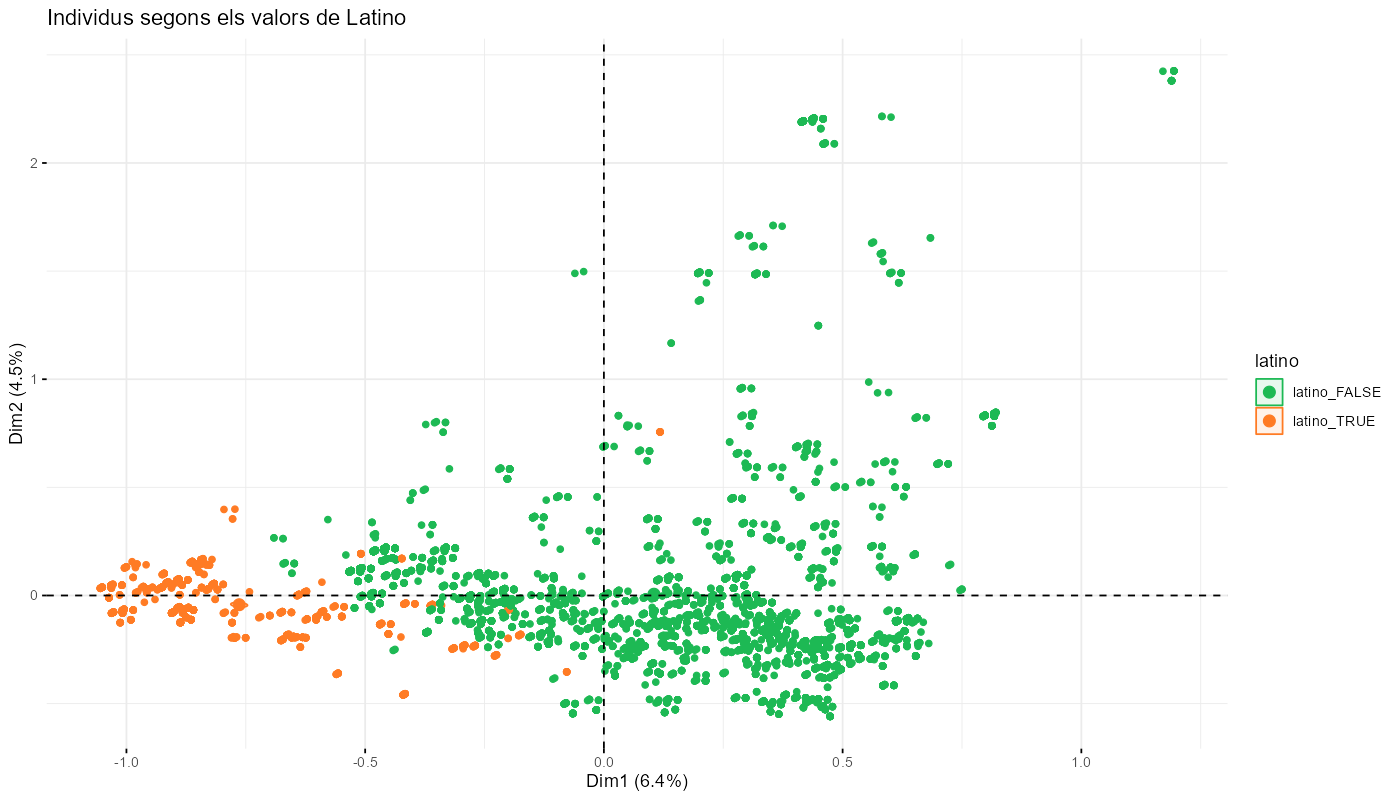 Individus segons els valors de Latino
Dim2 (4.5%)
2
1
0
-1.0
-0.5
0.0
0.5
1.0
Dim1 (6.4%)
latino
latino_FALSE
latino_TRUE